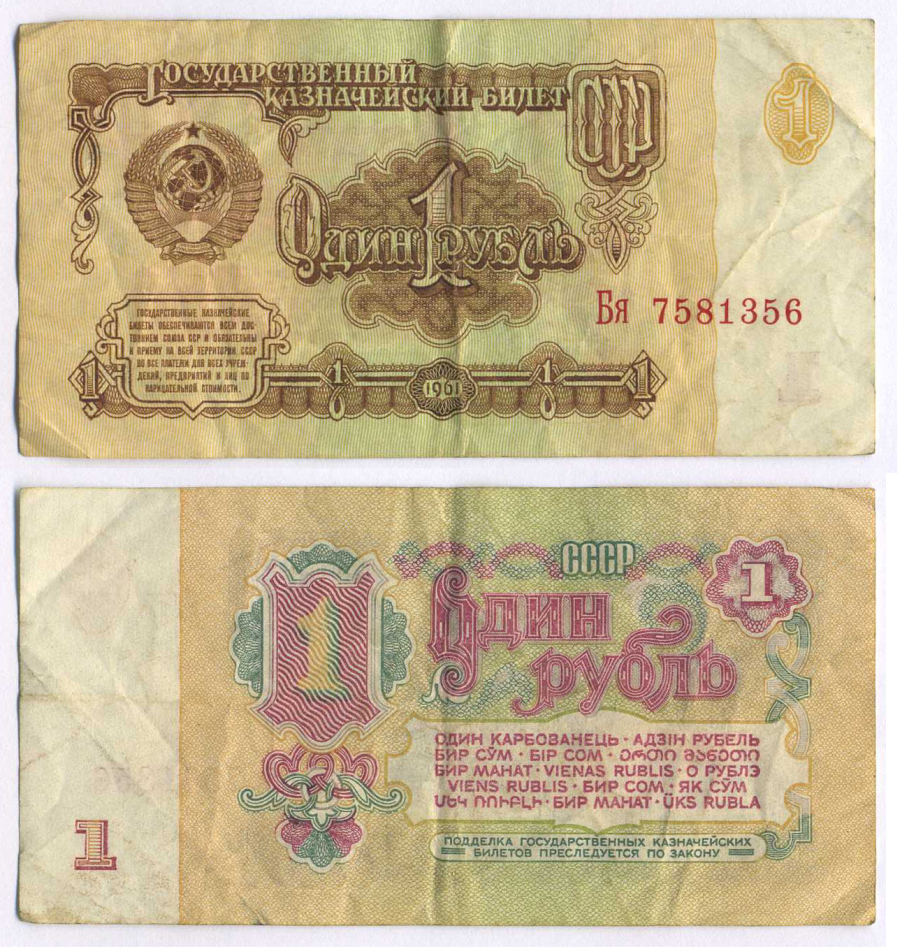 Государственный
казначейский билет
СССР
1
1
Один рубль
Бя 7581356
Государственные казначейские
билеты обеспечиваются всем дос-
тоянием Союза ССР и обязательны
к приему на всей территории СССР
во все платежи для всех учреж-
дений, предприятий и лиц по
нарицательной стоимости.
1 1 1961 1 1
СССР
1
1
Один
рубль
ОДИН КАРБОВАНЕЦЬ · АДЗІН РУБЕЛЬ
БИР СЎМ · БІР СОМ · ერთი მანეთი
БИР МАНАТ · VIENAS RUBLIS · О РУБЛЭ
VIENS RUBLIS · БИР СОМ · ЯК СӮМ
ՄԵԿ ՌՈՒԲԼԻ · БИР МАНАТ · ÜKS RUBLA
1
ПОДДЕЛКА ГОСУДАРСТВЕННЫХ КАЗНАЧЕЙСКИХ
БИЛЕТОВ ПРЕСЛЕДУЕТСЯ ПО ЗАКОНУ